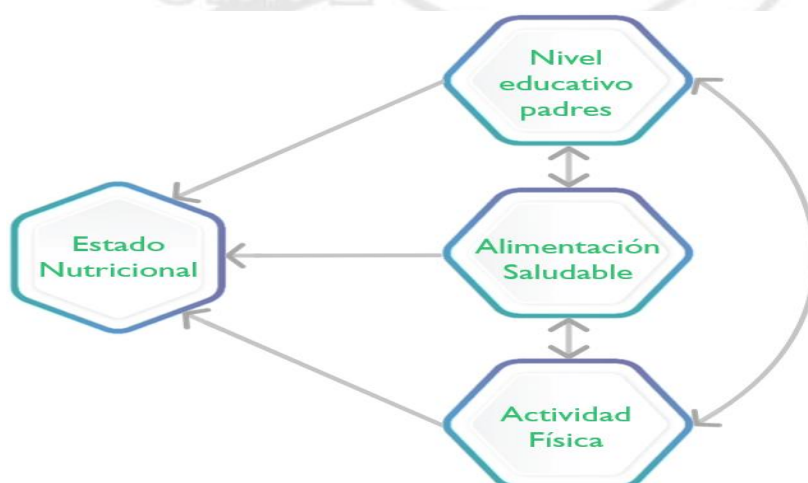 Nivel
educativo
padres
Estado
Nutricional
Alimentación
Saludable
Actividad
Física